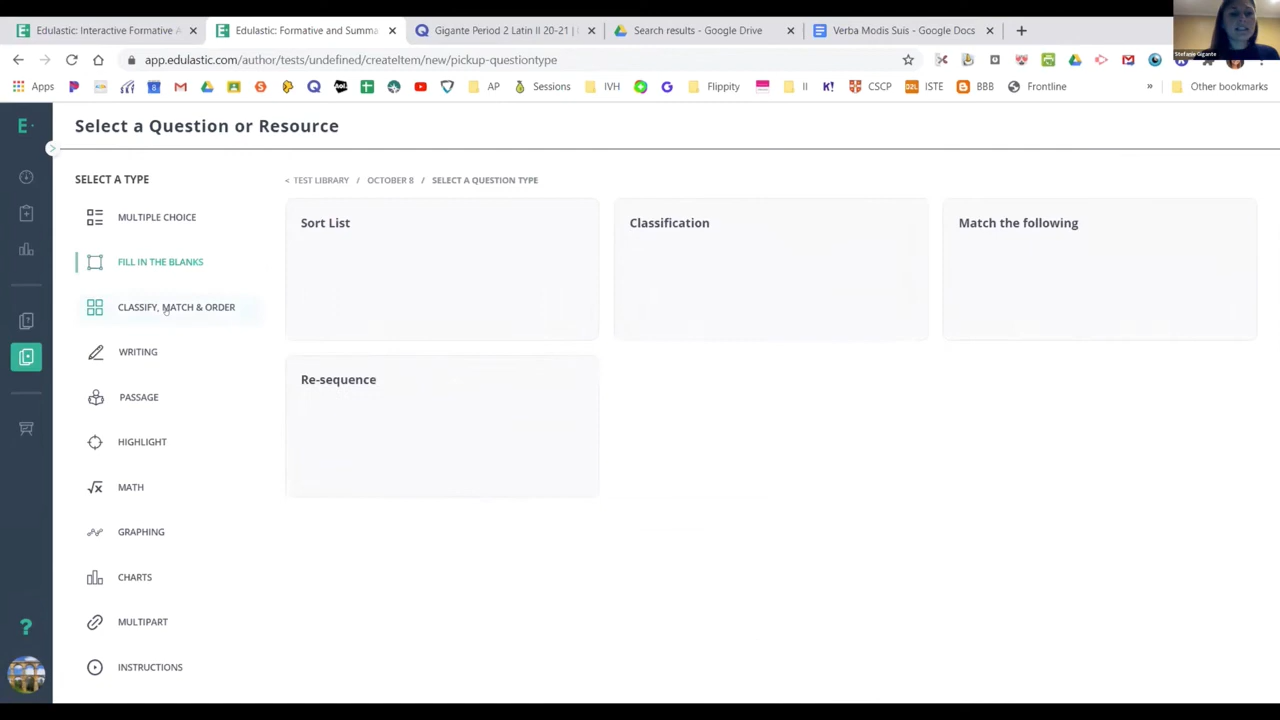 Edulastic: Interactive Formative A
Edulastic: Formative and Summa
Gigante Period 2 Latin II 20-21 |
Search results - Google Drive
Verba Modis Suis - Google Docs
Stefanie Gigante
app.edulastic.com/author/tests/undefined/createItem/new/pickup-questiontype
Apps
AP
Sessions
IVH
Flippity
II
K!
CSCP
D2L
ISTE
BBB
Frontline
»
Other bookmarks
E
Select a Question or Resource
SELECT A TYPE
< TEST LIBRARY / OCTOBER 8 / SELECT A QUESTION TYPE
MULTIPLE CHOICE
FILL IN THE BLANKS
CLASSIFY, MATCH & ORDER
WRITING
PASSAGE
HIGHLIGHT
MATH
GRAPHING
CHARTS
MULTIPART
INSTRUCTIONS
Sort List
Classification
Match the following
Re-sequence